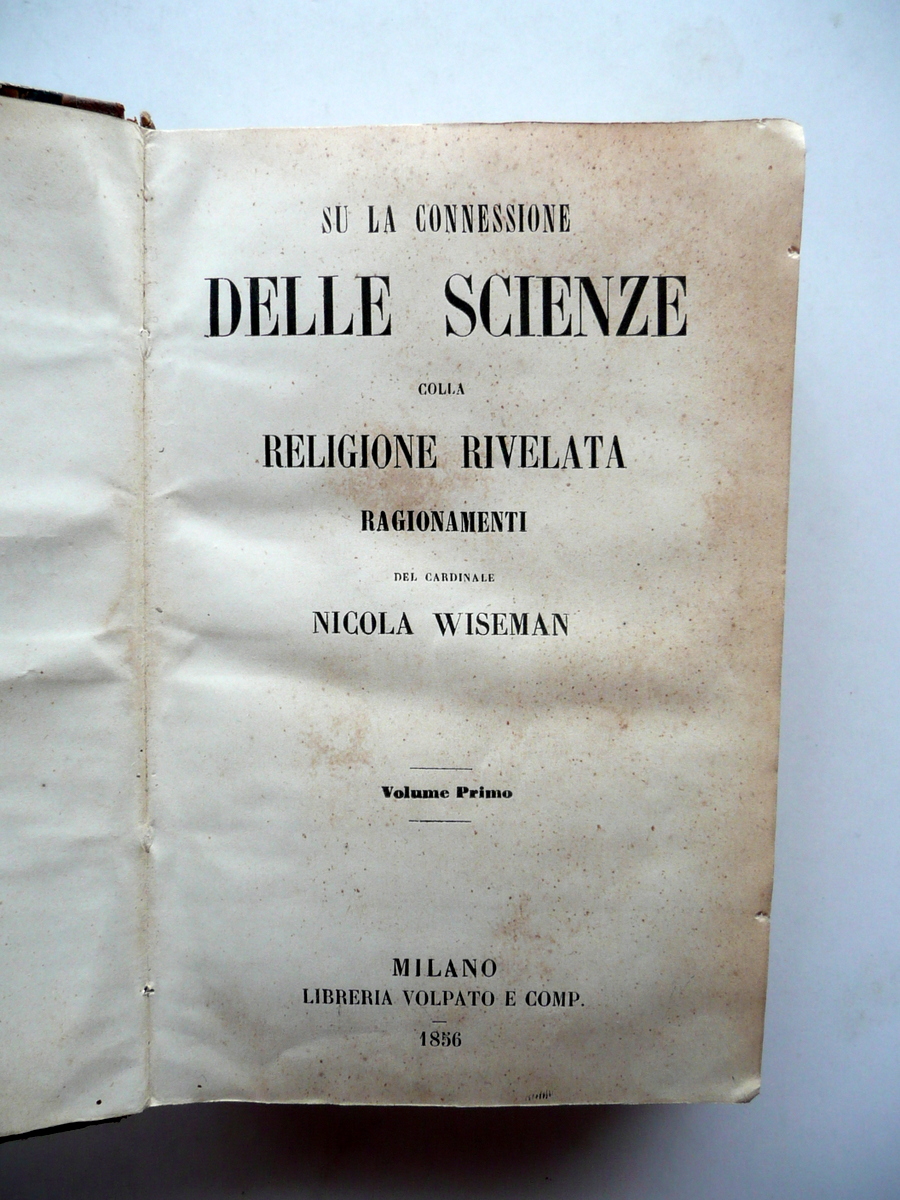 SU LA CONNESSIONE
DELLE SCIENZE
COLLA
RELIGIONE RIVELATA
RAGIONAMENTI
DEL CARDINALE
NICOLA WISEMAN
Volume Primo
MILANO
LIBRERIA VOLPATO E COMP.
1856